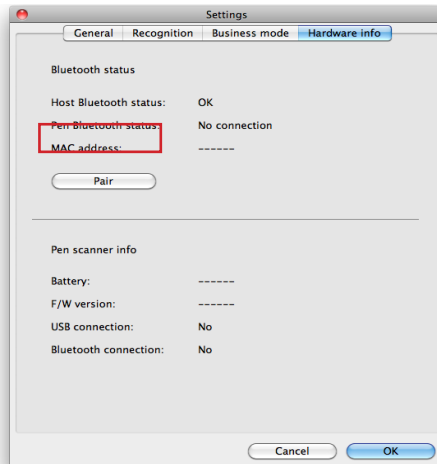 Settings
General Recognition Business mode Hardware info
Bluetooth status
Host Bluetooth status: OK
Pen Bluetooth status: No connection
MAC address: ------
Pair
Pen scanner info
Battery: ------
F/W version: ------
USB connection: No
Bluetooth connection: No
Cancel OK